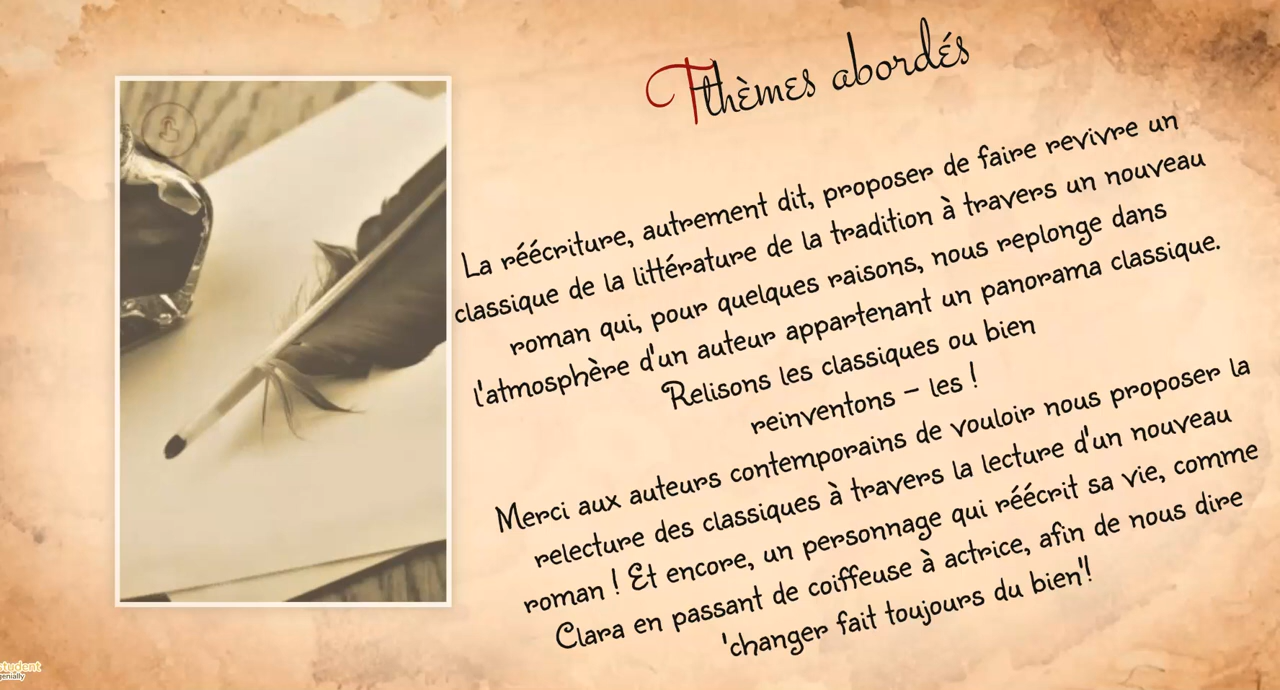 Tthèmes abordés
La réécriture, autrement dit, proposer de faire revivre un
classique de la littérature de la tradition à travers un nouveau
roman qui, pour quelques raisons, nous replonge dans
l'atmosphère d'un auteur appartenant un panorama classique.
Relisons les classiques ou bien
reinventons - les !
Merci aux auteurs contemporains de vouloir nous proposer la
relecture des classiques à travers la lecture d'un nouveau
roman ! Et encore, un personnage qui réécrit sa vie, comme
Clara en passant de coiffeuse à actrice, afin de nous dire
'changer fait toujours du bien'!
student
genially